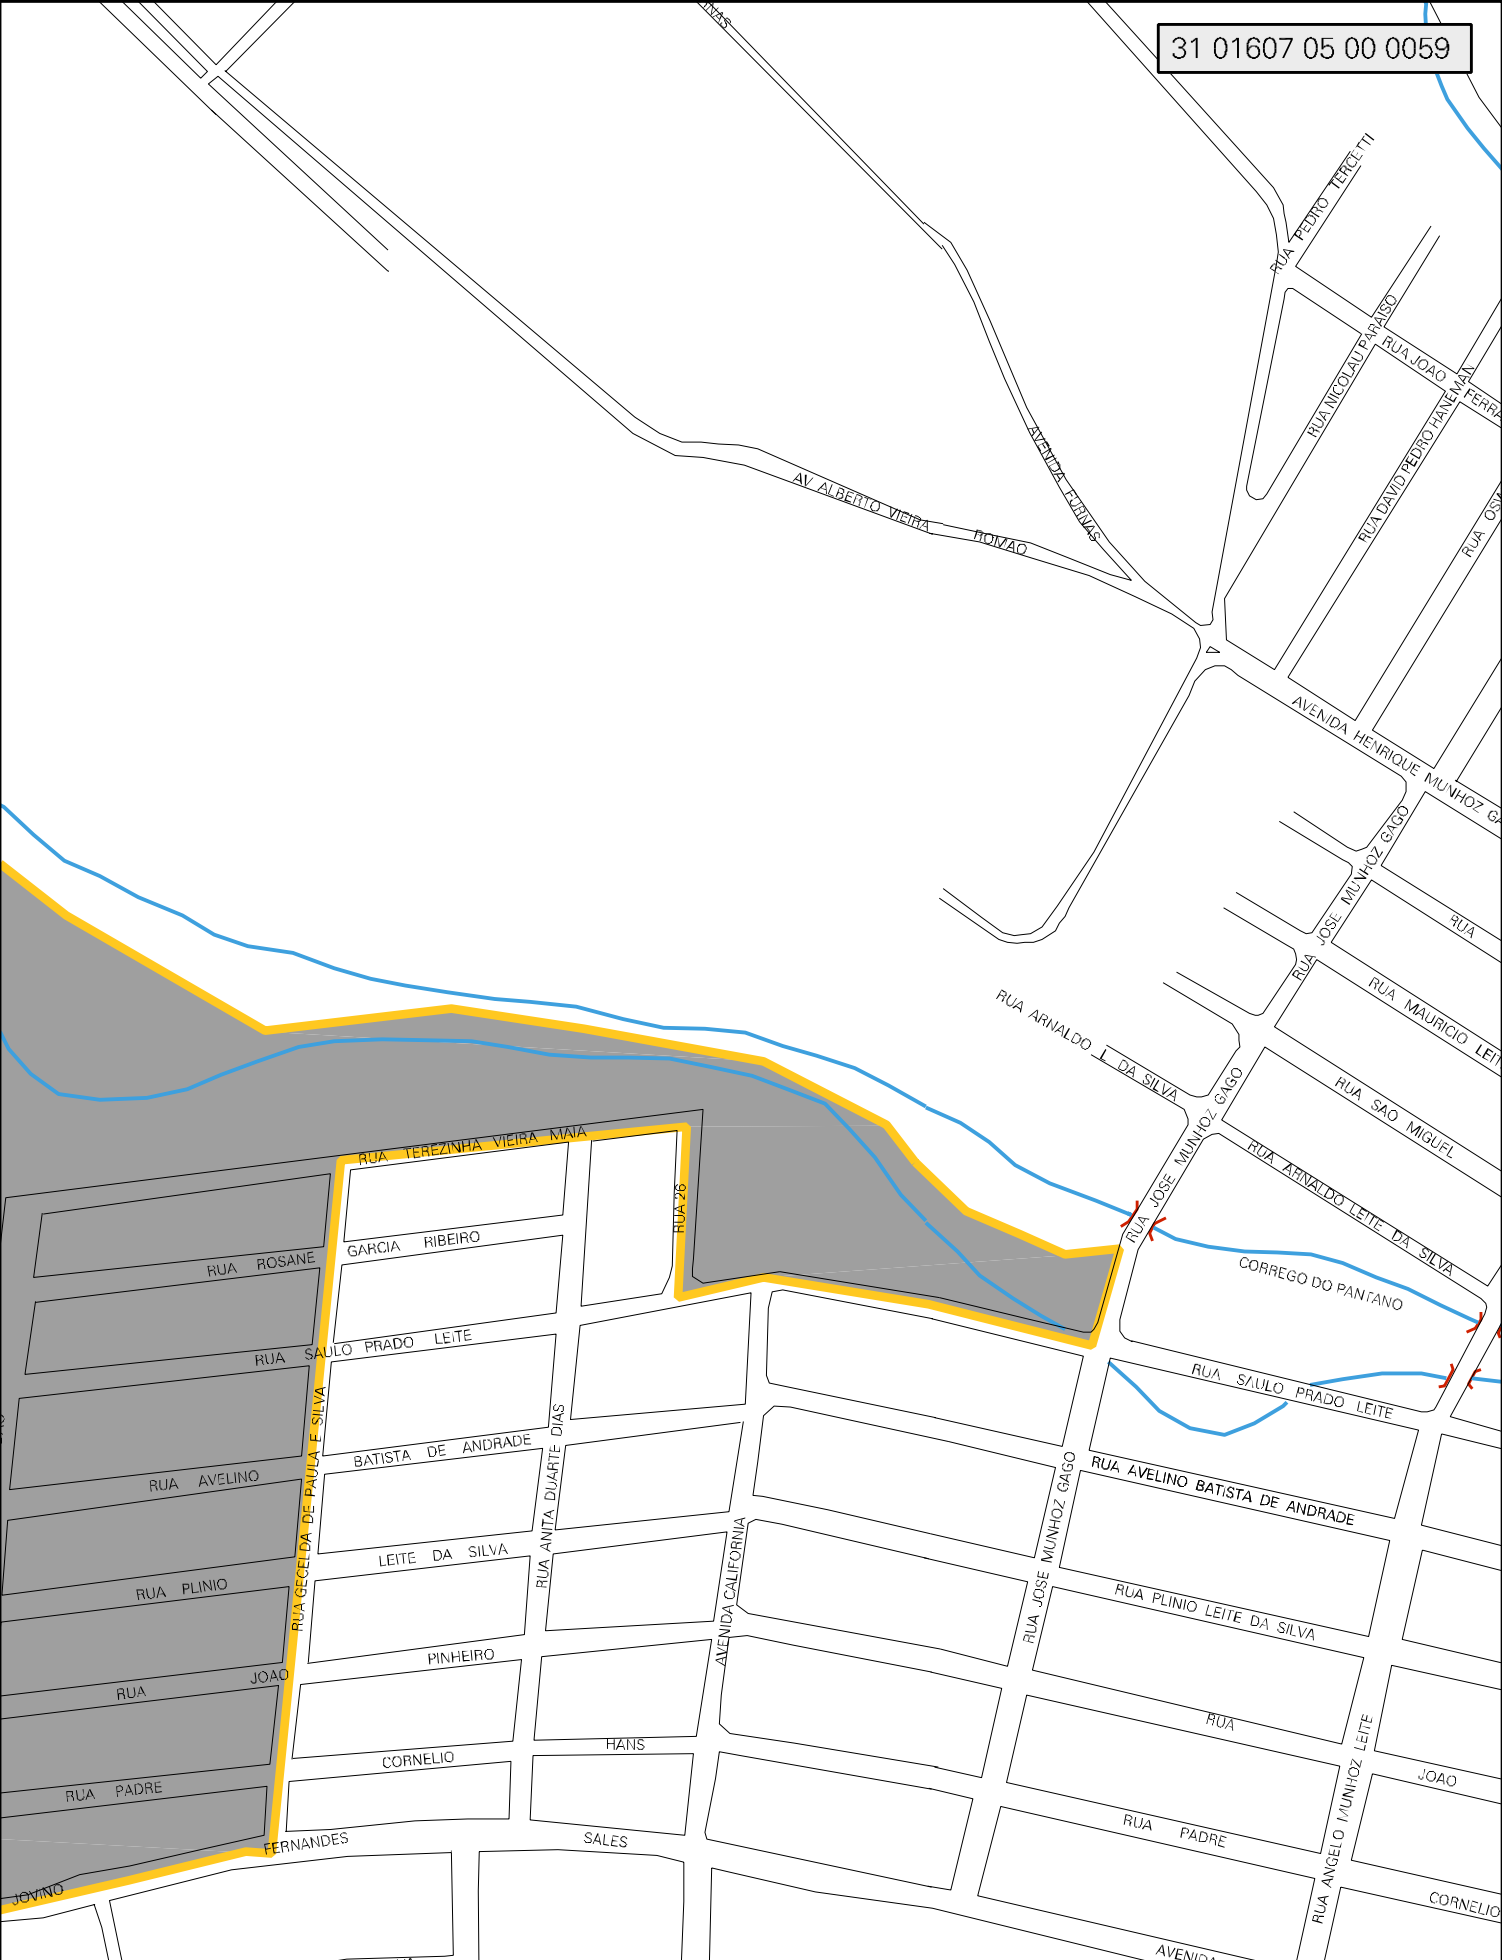 31 01607 05 00 0059
RUA PEDRO TERCETTI
RUA NICOLAU PARAISO
RUA JOAO FERRA
RUA DAVID PEDRO HANEMAN
RUA OSW
AVENIDA FURNAS
AV ALBERTO VIEIRA ROMAO
AVENIDA HENRIQUE MUNHOZ GA
RUA JOSE MUNHOZ GAGO
RUA
RUA MAURICIO LEIT
RUA ARNALDO L DA SILVA
RUA SAO MIGUEL
RUA JOSE MUNHOZ GAGO
RUA ARNALDO LEITE DA SILVA
CORREGO DO PANTANO
RUA TEREZINHA VIEIRA MAIA
RUA 26
RUA ROSANE GARCIA RIBEIRO
RUA SAULO PRADO LEITE
RUA SAULO PRADO LEITE
RUA GECELDA DE PAULA E SILVA
RUA ANITA DUARTE DIAS
RUA AVELINO BATISTA DE ANDRADE
RUA AVELINO BATISTA DE ANDRADE
AVENIDA CALIFORNIA
RUA JOSE MUNHOZ GAGO
RUA PLINIO LEITE DA SILVA
RUA PLINIO LEITE DA SILVA
RUA JOAO PINHEIRO
RUA
JOAO
RUA ANGELO MUNHOZ LEITE
RUA PADRE CORNELIO HANS
RUA PADRE
CORNELIO
JOVINO FERNANDES SALES
AVENIDA